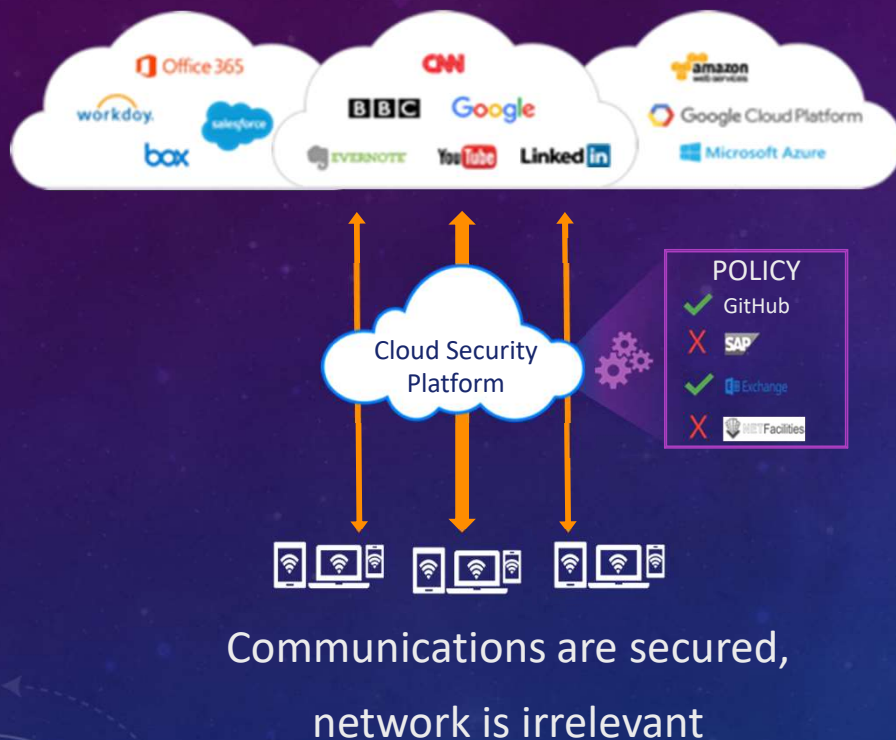 Office 365
workday.
salesforce
box
CNN
BBC
Google
EVERNOTE
YouTube
LinkedIn
amazon
web services
Google Cloud Platform
Microsoft Azure
Cloud Security
Platform
POLICY
GitHub
SAP
Exchange
NETFacilities
Communications are secured,
network is irrelevant